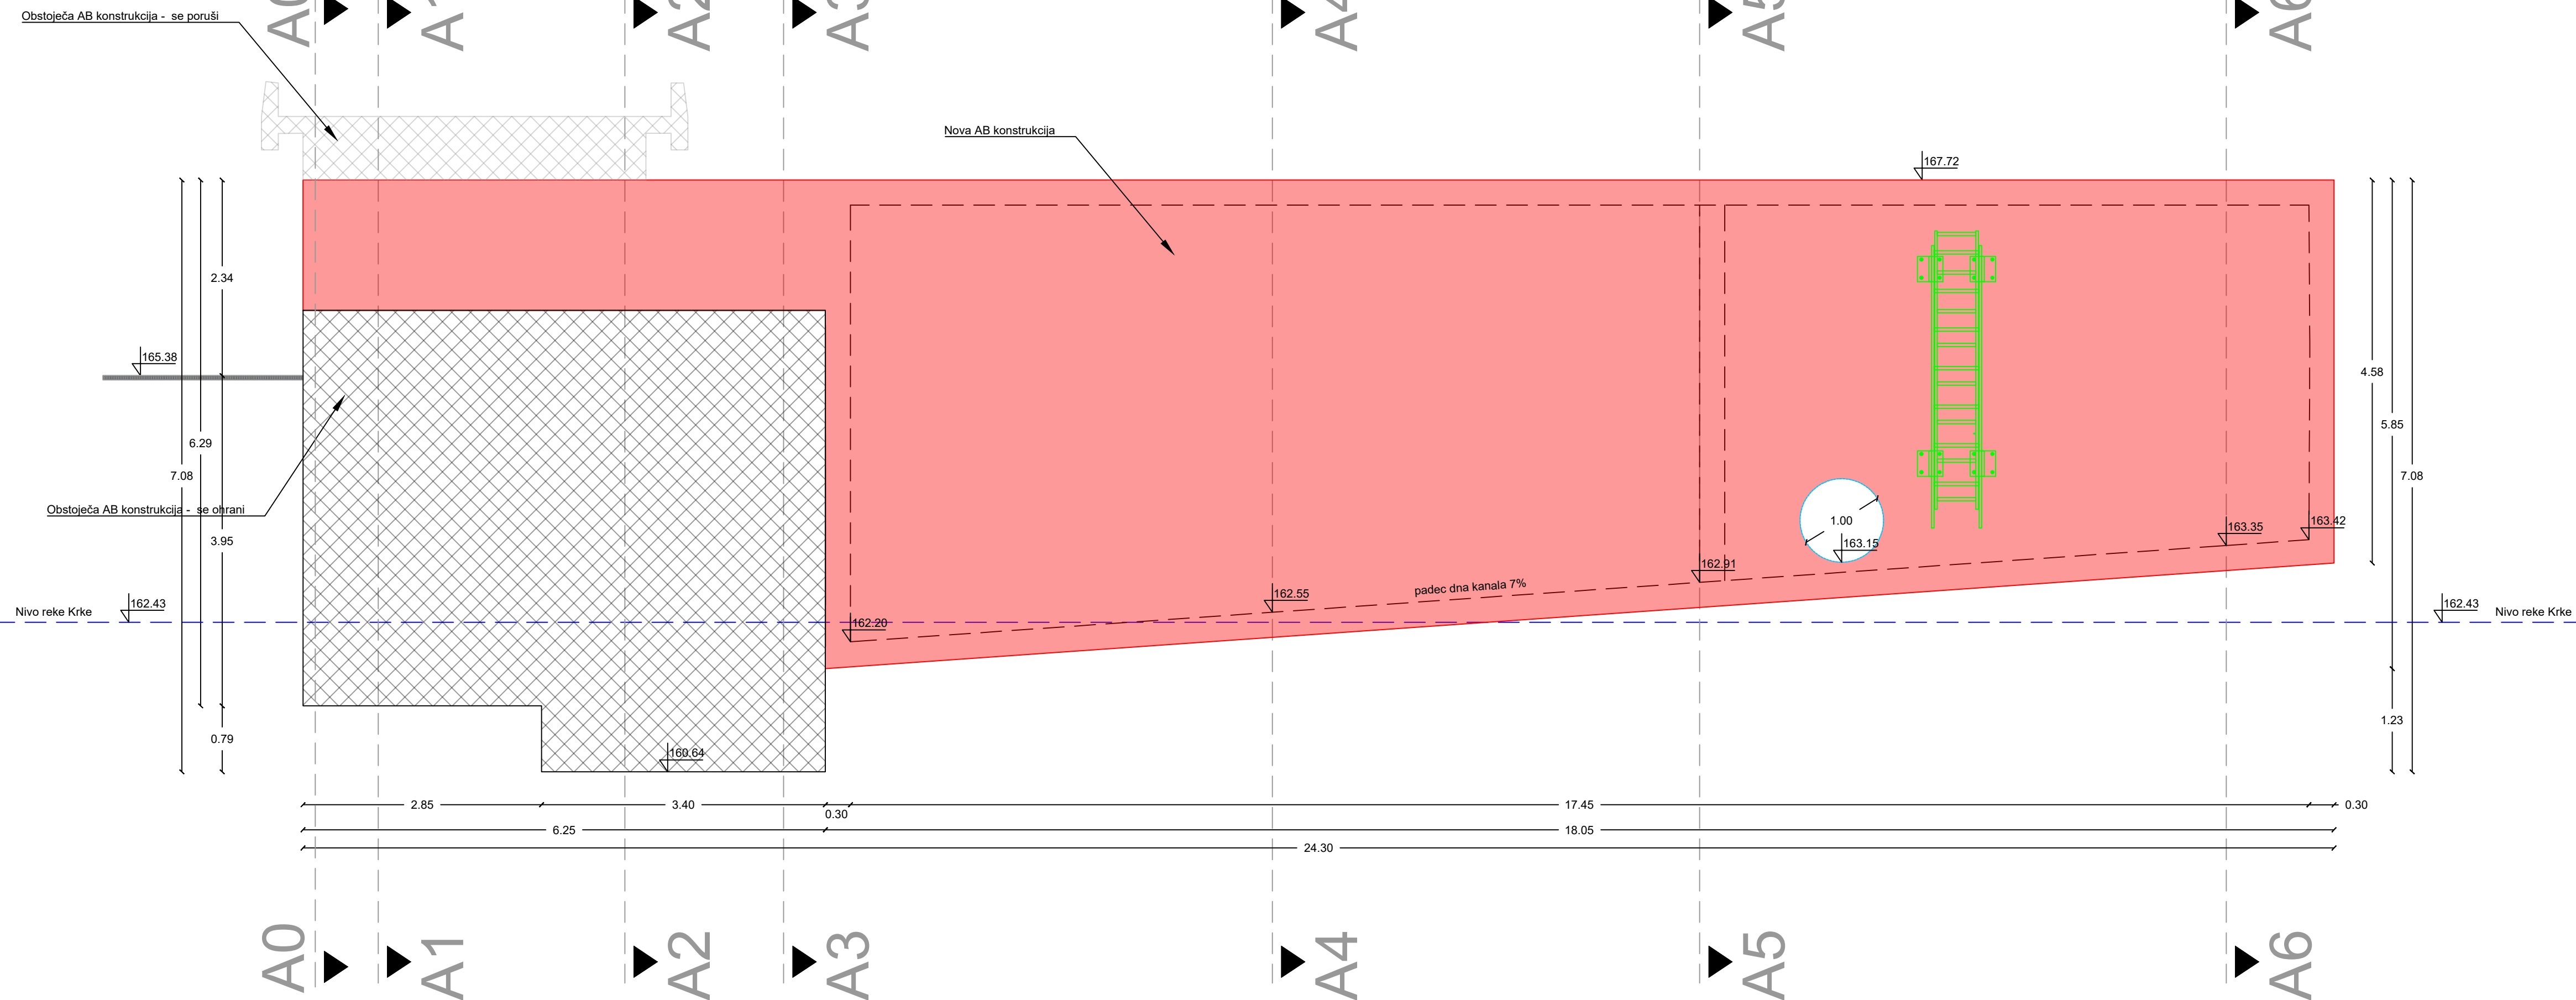 Obstoječa AB konstrukcija - se poruši
A0
A1
A2
A3
A4
A5
A6
Nova AB konstrukcija
167.72
2.34
165.38
6.29
7.08
Obstoječa AB konstrukcija - se ohrani
3.95
4.58
5.85
7.08
1.00
163.15
163.35
163.42
162.91
padec dna kanala 7%
162.55
162.20
Nivo reke Krke
162.43
162.43
Nivo reke Krke
0.79
160.64
1.23
2.85
3.40
0.30
17.45
0.30
6.25
18.05
24.30
A0
A1
A2
A3
A4
A5
A6